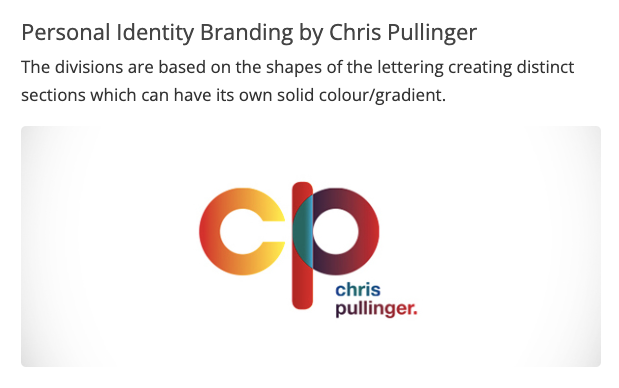 Personal Identity Branding by Chris Pullinger
The divisions are based on the shapes of the lettering creating distinct
sections which can have its own solid colour/gradient.
cp
chris
pullinger.